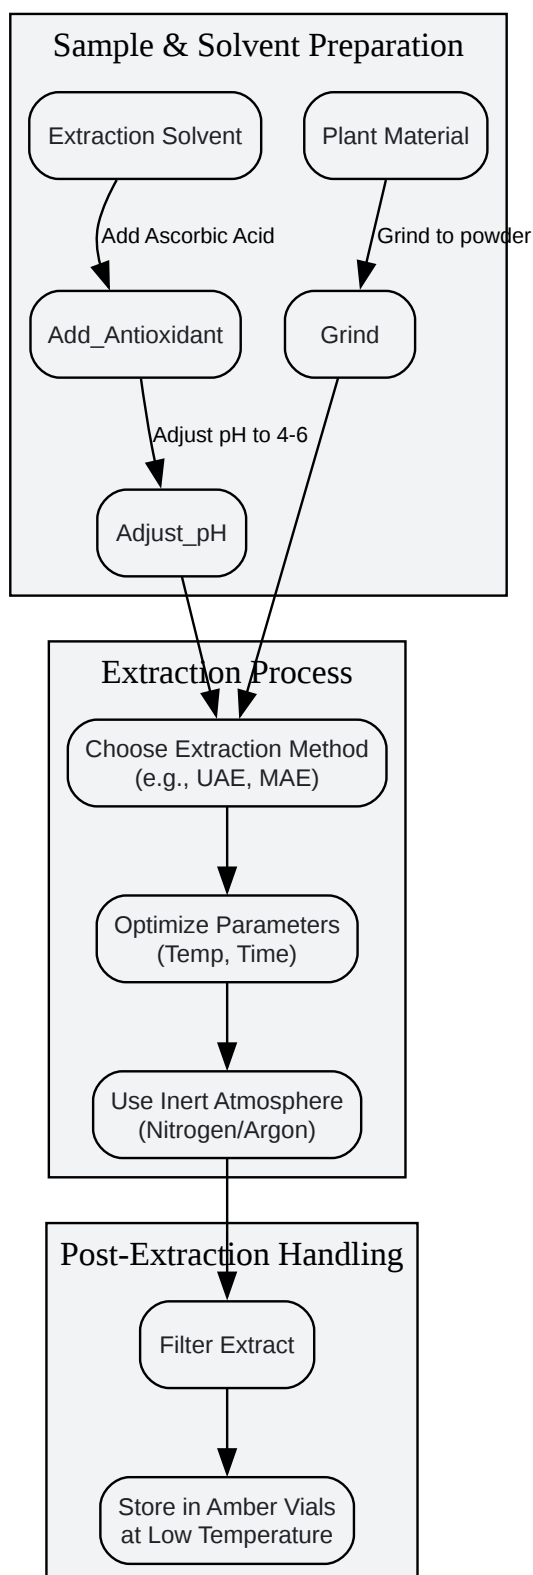 Sample & Solvent Preparation
Extraction Solvent
Plant Material
Add Ascorbic Acid
Grind to powder
Add_Antioxidant
Grind
Adjust pH to 4-6
Adjust_pH
Extraction Process
Choose Extraction Method
(e.g., UAE, MAE)
Optimize Parameters
(Temp, Time)
Use Inert Atmosphere
(Nitrogen/Argon)
Post-Extraction Handling
Filter Extract
Store in Amber Vials
at Low Temperature